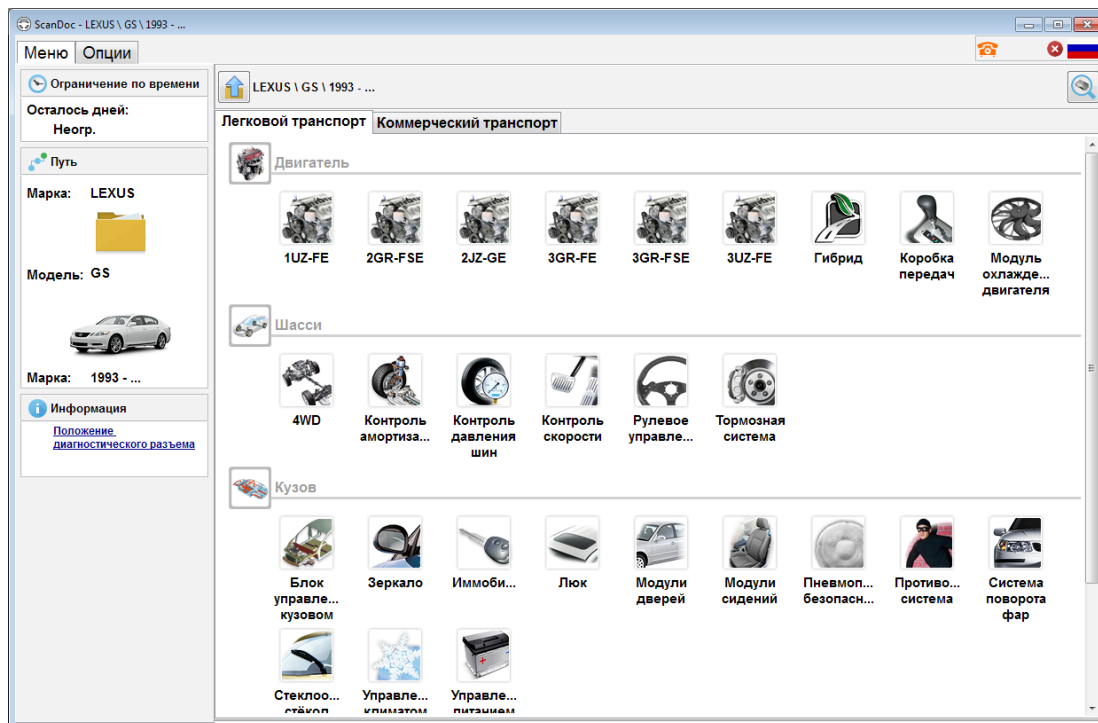 ScanDoc - LEXUS \ GS \ 1993 - ...
Меню Опции
Ограничение по времени
Осталось дней:
Неогр.
Путь
Марка: LEXUS
Модель: GS
Марка: 1993 - ...
Информация
Положение
диагностического разъема
LEXUS \ GS \ 1993 - ...
Легковой транспорт Коммерческий транспорт
Двигатель
1UZ-FE 2GR-FSE 2JZ-GE 3GR-FE 3GR-FSE 3UZ-FE Гибрид Коробка Модуль
передач охлажде...
двигателя
Шасси
4WD Контроль Контроль Контроль Рулевое Тормозная
амортиза... давления скорости управле... система
шин
Кузов
Блок Зеркало Иммоби... Люк Модули Модули Пневмоп... Противо... Система
управле... дверей сидений безопасн... система поворота
кузовом фар
Стеклоо... Управле... Управле...
стёкол климатом питанием